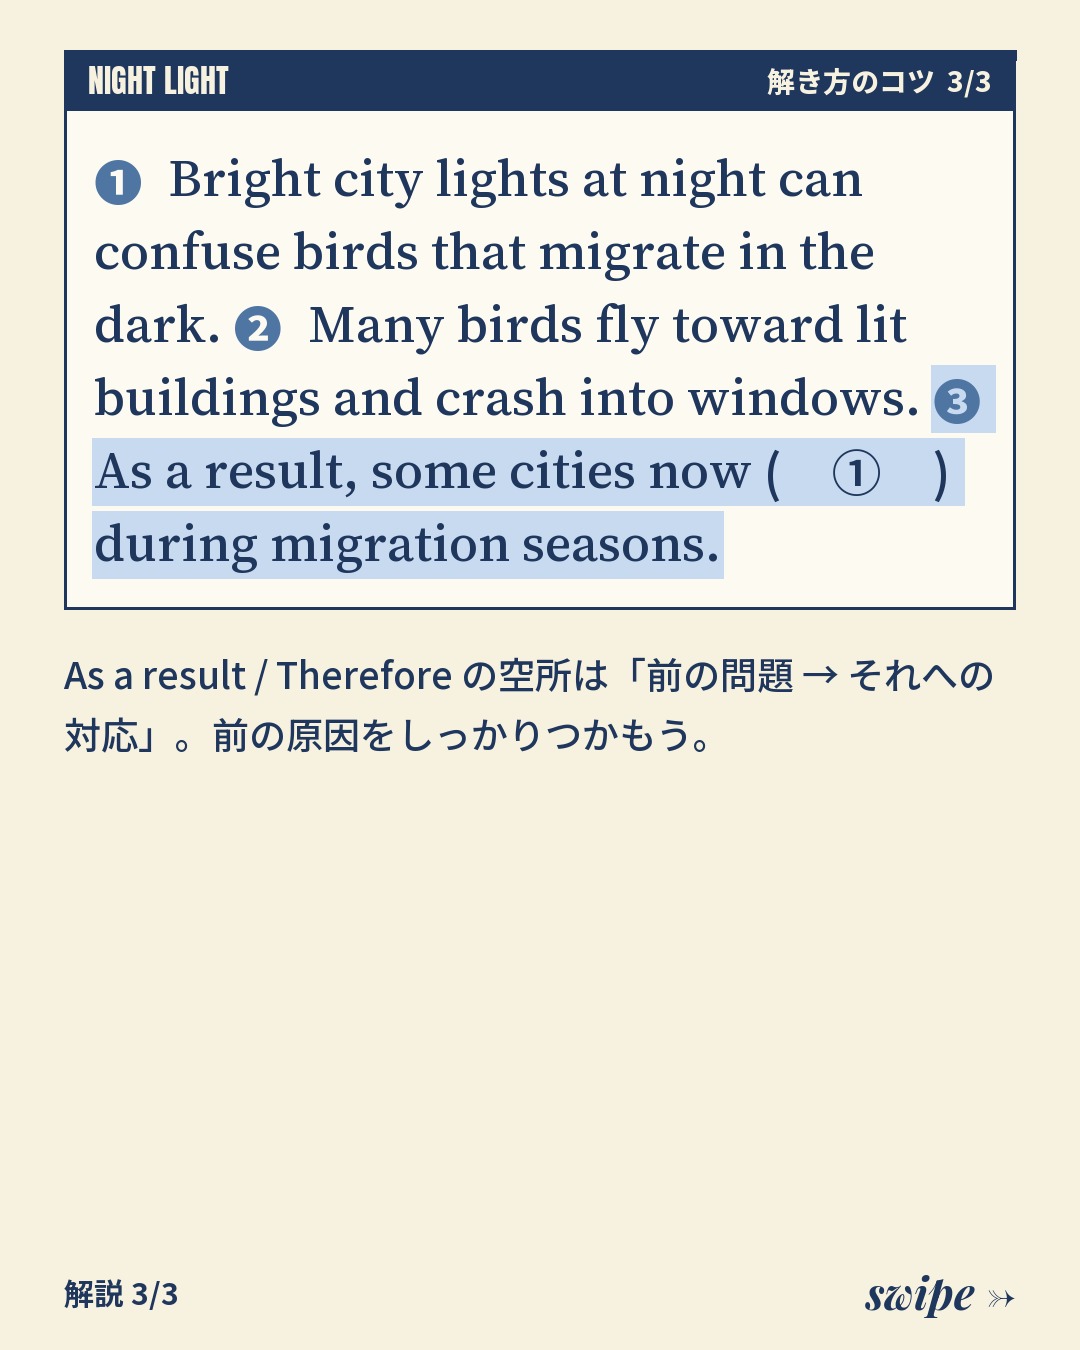 NIGHT LIGHT
解き方のコツ 3/3
❶ Bright city lights at night can
confuse birds that migrate in the
dark. ❷ Many birds fly toward lit
buildings and crash into windows. ❸
As a result, some cities now ( ① )
during migration seasons.
As a result / Therefore の空所は「前の問題 → それへの
対応」。前の原因をしっかりつかもう。
解説 3/3
swipe